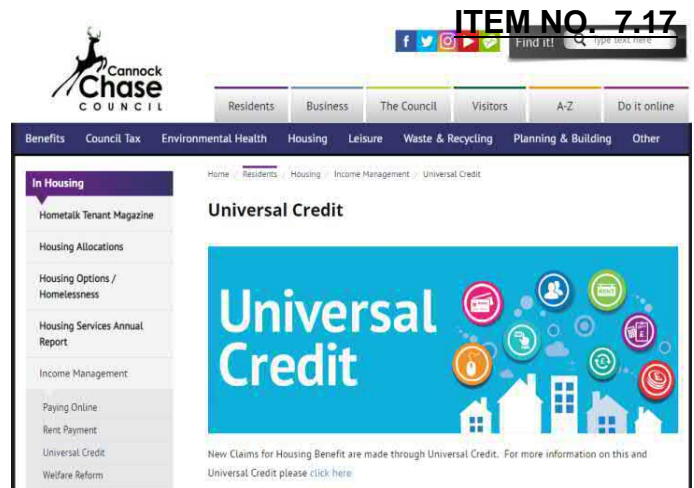 ITEM NO. 7.17
Find it! Type text here
Cannock
Chase
COUNCIL
Residents Business The Council Visitors A-Z Do it online
Benefits Council Tax Environmental Health Housing Leisure Waste & Recycling Planning & Building Other
In Housing
Hometalk Tenant Magazine
Housing Allocations
Housing Options /
Homelessness
Housing Services Annual
Report
Income Management
Paying Online
Rent Payment
Universal Credit
Welfare Reform
Home / Residents / Housing / Income Management / Universal Credit
Universal Credit
Universal
Credit
New Claims for Housing Benefit are made through Universal Credit. For more information on this and
Universal Credit please click here